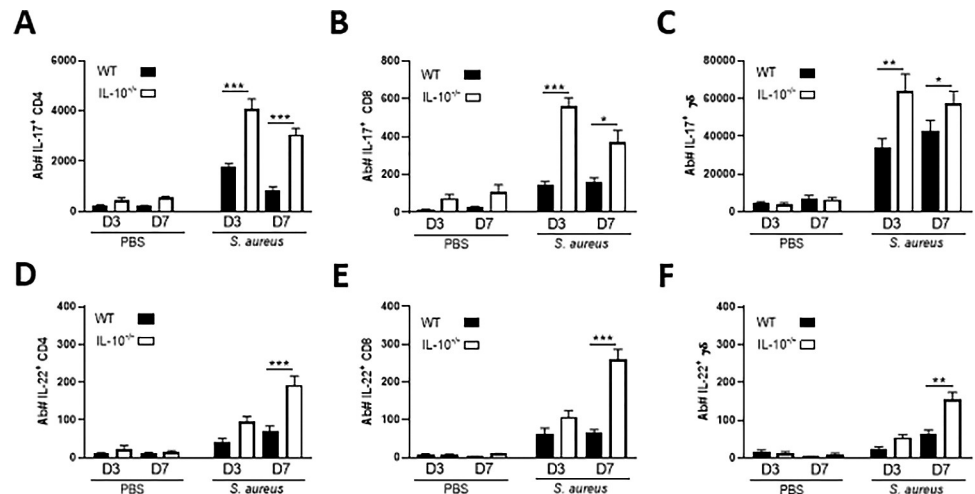 A
B
C
6000
4000
2000
0
Ab# IL-17+ CD4
WT
IL-10-/-
***
***
D3 D7 D3 D7
PBS S. aureus
800
600
400
200
0
Ab# IL-17+ CD8
WT
IL-10-/-
***
*
D3 D7 D3 D7
PBS S. aureus
80000
60000
40000
20000
0
Ab# IL-17+ γδ
WT
IL-10-/-
**
*
D3 D7 D3 D7
PBS S. aureus
D
E
F
400
300
200
100
0
Ab# IL-22+ CD4
WT
IL-10-/-
***
D3 D7 D3 D7
PBS S. aureus
400
300
200
100
0
Ab# IL-22+ CD8
WT
IL-10-/-
***
D3 D7 D3 D7
PBS S. aureus
400
300
200
100
0
Ab# IL-22+ γδ
WT
IL-10-/-
**
D3 D7 D3 D7
PBS S. aureus